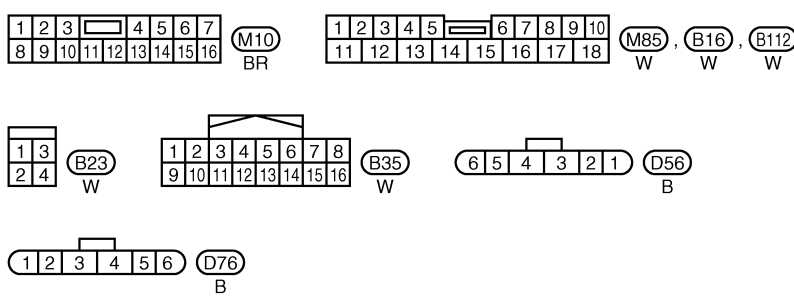 1 2 3 4 5 6 7 M10 1 2 3 4 5 6 7 8 9 10 M85 , B16 , B112
8 9 10 11 12 13 14 15 16 BR 11 12 13 14 15 16 17 18 W W W
1 3 B23 1 2 3 4 5 6 7 8 B35 6 5 4 3 2 1 D56
2 4 W 9 10 11 12 13 14 15 16 W B
1 2 3 4 5 6 D76
B